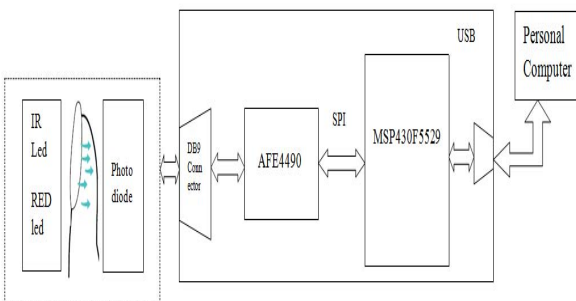 IR
Led
RED
led
Photo
diode
DB9
Conn
ector
AFE4490
SPI
MSP430F5529
USB
Personal
Computer